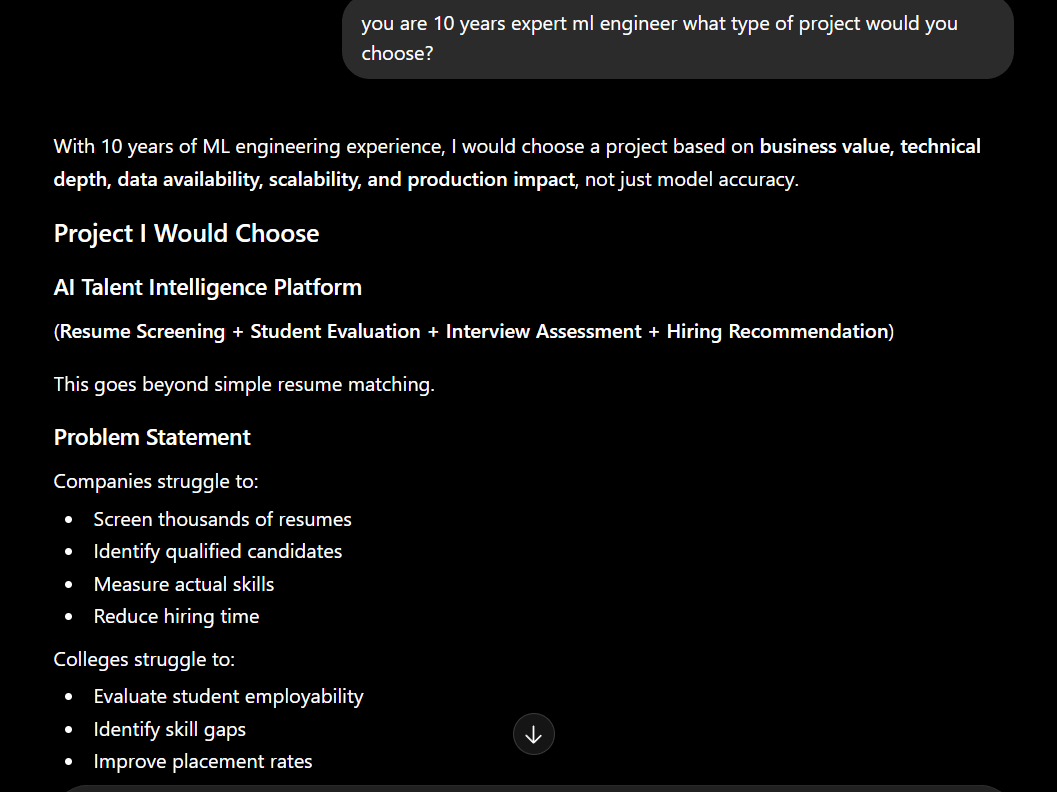 you are 10 years expert ml engineer what type of project would you
choose?
With 10 years of ML engineering experience, I would choose a project based on business value, technical
depth, data availability, scalability, and production impact, not just model accuracy.
Project I Would Choose
AI Talent Intelligence Platform
(Resume Screening + Student Evaluation + Interview Assessment + Hiring Recommendation)
This goes beyond simple resume matching.
Problem Statement
Companies struggle to:
• Screen thousands of resumes
• Identify qualified candidates
• Measure actual skills
• Reduce hiring time
Colleges struggle to:
• Evaluate student employability
• Identify skill gaps
• Improve placement rates